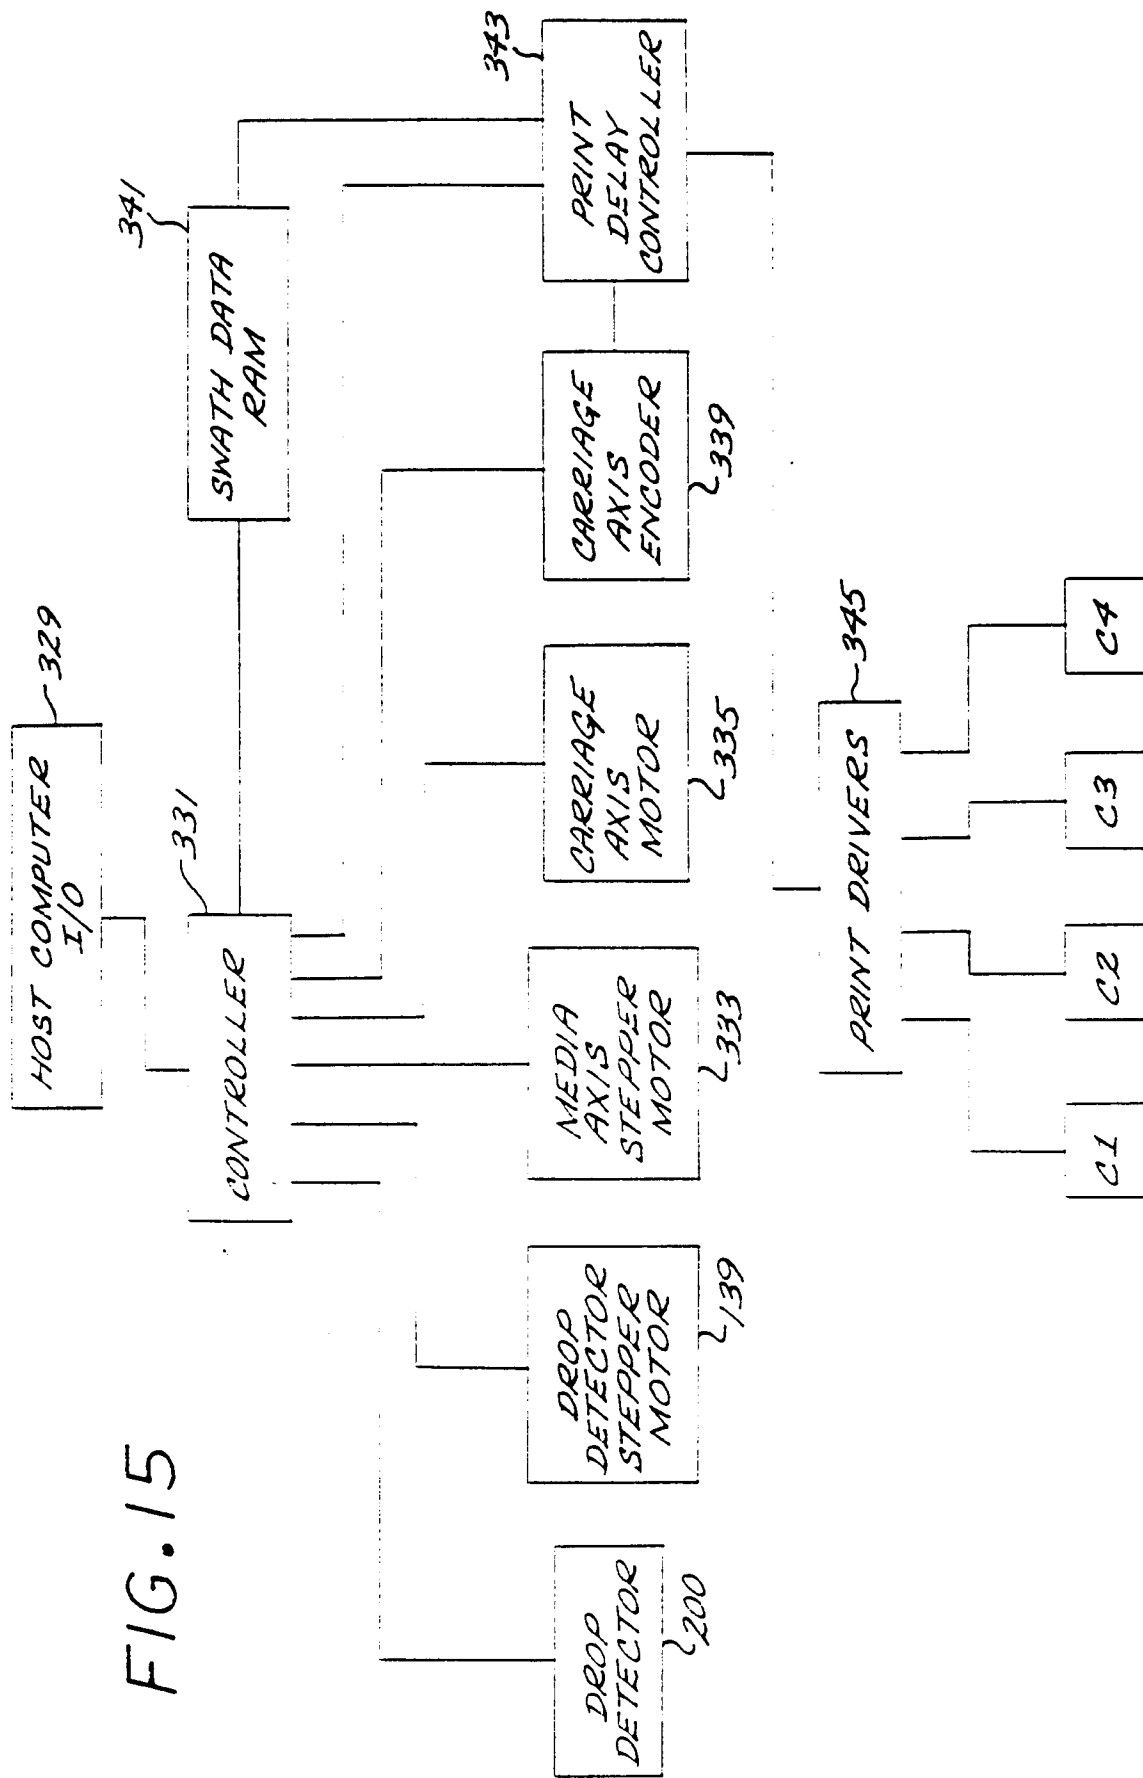 FIG. 15
HOST COMPUTER
I/O
329
CONTROLLER
331
SWATH DATA
RAM
341
DROP
DETECTOR
200
DROP
DETECTOR
STEPPER
MOTOR
139
MEDIA
AXIS
STEPPER
MOTOR
333
CARRIAGE
AXIS
MOTOR
335
CARRIAGE
AXIS
ENCODER
339
PRINT
DELAY
CONTROLLER
343
PRINT DRIVERS
345
C1
C2
C3
C4